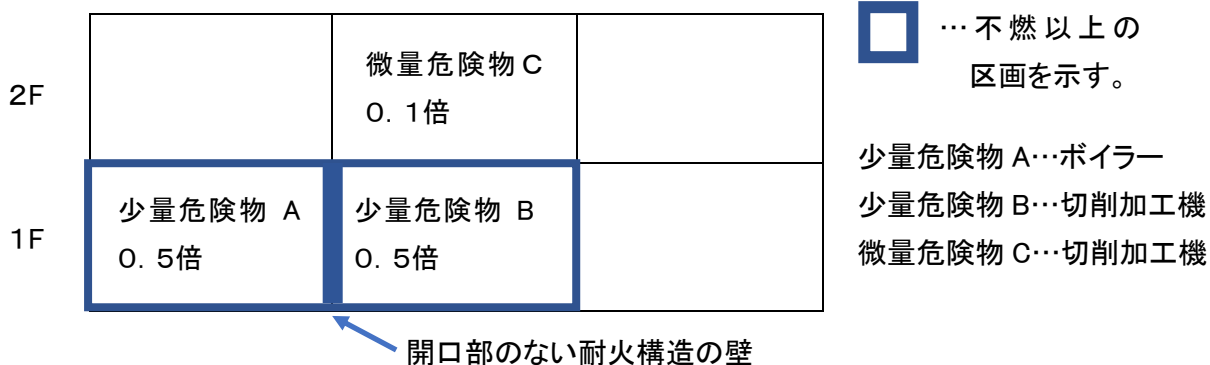 …不燃以上の
区画を示す。
2F
微量危険物C
０．１倍
少量危険物 A…ボイラー
少量危険物 B…切削加工機
微量危険物 C…切削加工機
1F
少量危険物 A
０．５倍
少量危険物 B
０．５倍
開口部のない耐火構造の壁